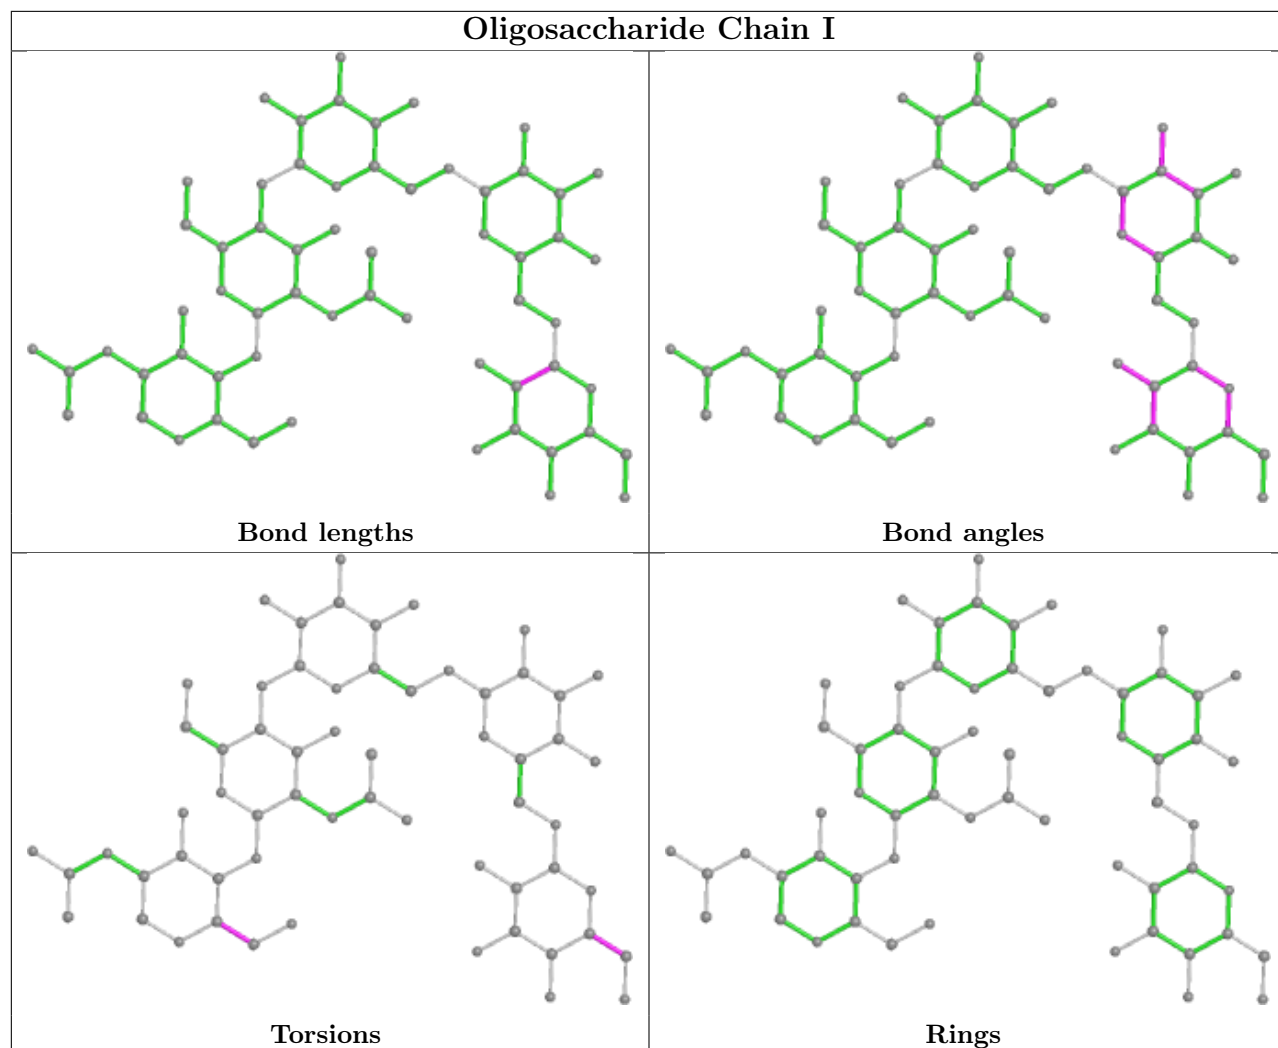 Oligosaccharide Chain I
Bond lengths
Bond angles
Torsions
Rings